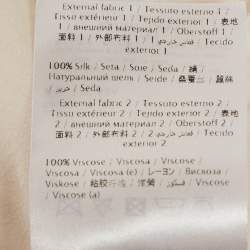 External fabric 1 / Tessuto esterno 1 /
Tissu extérieur 1 / Tejido exterior 1 / 表地
1 / внешний материал 1 / Oberstoff 1 /
面料 1 / 外部布料 1 / قماش خارجي 1 / Tecido
exterior 1
100% Silk / Seta / Soie / Seda / 絹 /
Натуральный шелк / Seide / 桑蚕丝 / 蠶絲
/ حرير / Seda
External fabric 2 / Tessuto esterno 2 /
Tissu extérieur 2 / Tejido exterior 2 / 表地
2 / внешний материал 2 / Oberstoff 2 /
面料 2 / 外部布料 2 / قماش خارجي 2 / Tecido
exterior 2
100% Viscose / Viscosa / Viscose /
Viscosa / Viscosa (e) / レーヨン / Вискоза /
Viskose / 粘胶纤维 / 洋縈 / فسكوز / Viscose
/ Viscose (a)